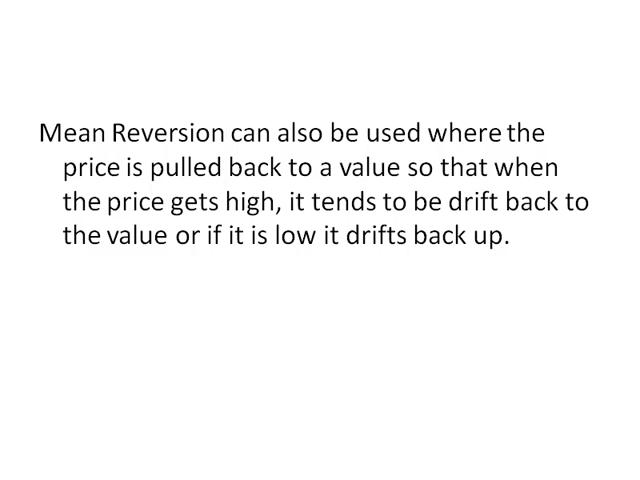 Mean Reversion can also be used where the
price is pulled back to a value so that when
the price gets high, it tends to be drift back to
the value or if it is low it drifts back up.